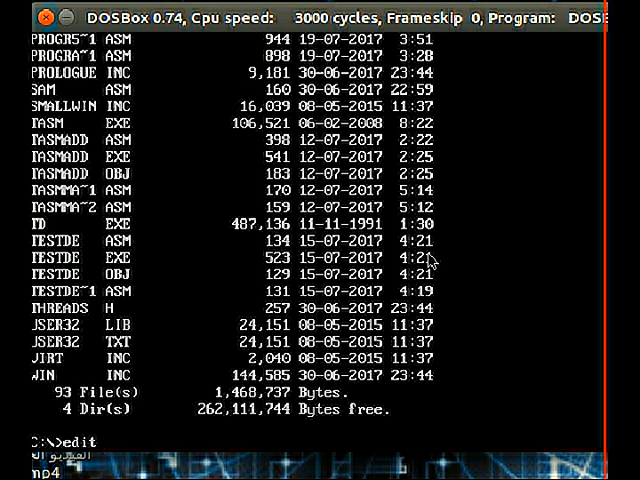 DOSBox 0.74, Cpu speed: 3000 cycles, Frameskip 0, Program: DOSE
PROGR5~1 ASM 944 19-07-2017 3:51
PROGRA~1 ASM 898 19-07-2017 3:28
PROLOGUE INC 9,181 30-06-2017 23:44
SAM ASM 160 30-06-2017 22:59
SMALLWIN INC 16,039 08-05-2015 11:37
TASM EXE 106,521 06-02-2008 8:22
TASMADD ASM 398 12-07-2017 2:22
TASMADD EXE 541 12-07-2017 2:25
TASMADD OBJ 183 12-07-2017 2:25
TASMMA~1 ASM 170 12-07-2017 5:14
TASMMA~2 ASM 159 12-07-2017 5:12
TD EXE 487,136 11-11-1991 1:30
TESTDE ASM 134 15-07-2017 4:21
TESTDE EXE 523 15-07-2017 4:21
TESTDE OBJ 129 15-07-2017 4:21
TESTDE~1 ASM 131 15-07-2017 4:19
THREADS H 257 30-06-2017 23:44
USER32 LIB 24,151 08-05-2015 11:37
USER32 TXT 24,151 08-05-2015 11:37
VIRT INC 2,040 08-05-2015 11:37
WIN INC 144,585 30-06-2017 23:44
93 File(s) 1,468,737 Bytes.
4 Dir(s) 262,111,744 Bytes free.
C:\>edit
mp4